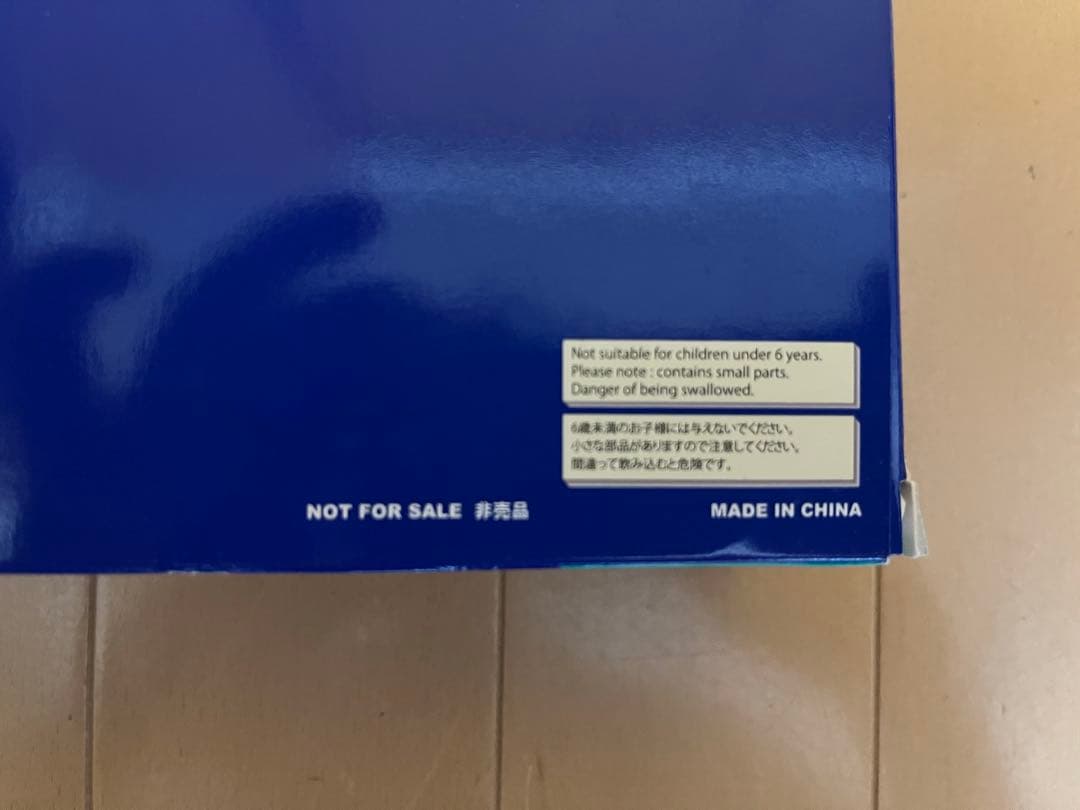 Not suitable for children under 6 years.
Please note : contains small parts.
Danger of being swallowed.
6歳未満のお子様には与えないでください。
小さな部品がありますので注意してください。
間違って飲み込むと危険です。
NOT FOR SALE 非売品
MADE IN CHINA